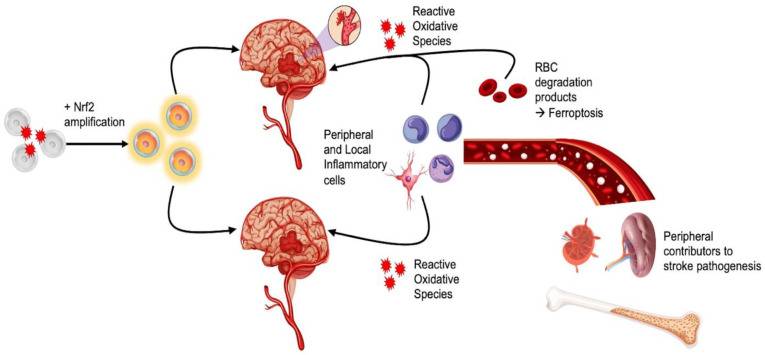 Reactive
Oxidative
Species
RBC
degradation
products
→ Ferroptosis
+ Nrf2
amplification
Peripheral
and Local
Inflammatory
cells
Peripheral
contributors to
stroke pathogenesis
Reactive
Oxidative
Species